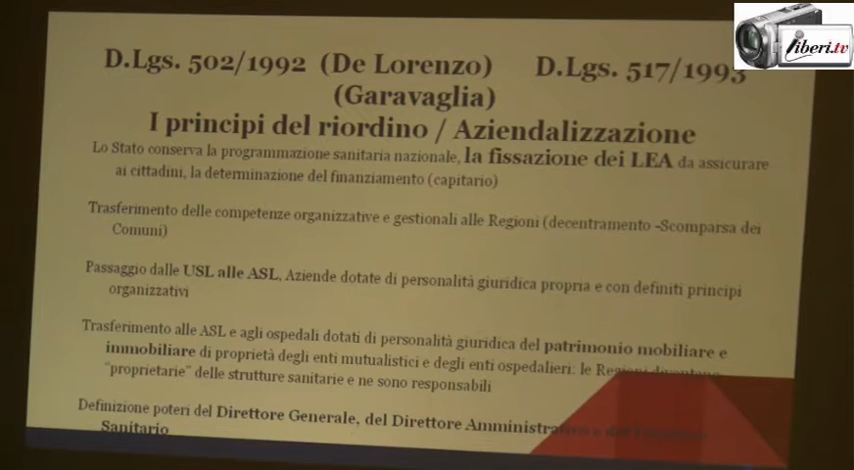 D.Lgs. 502/1992 (De Lorenzo) D.Lgs. 517/1993
(Garavaglia)
I principi del riordino / Aziendalizzazione
Lo Stato conserva la programmazione sanitaria nazionale, la fissazione dei LEA da assicurare
ai cittadini, la determinazione del finanziamento (capitario)
Trasferimento delle competenze organizzative e gestionali alle Regioni (decentramento -Scomparsa dei
Comuni)
Passaggio dalle USL alle ASL, Aziende dotate di personalità giuridica propria e con definiti principi
organizzativi
Trasferimento alle ASL e agli ospedali dotati di personalità giuridica del patrimonio mobiliare e
immobiliare di proprietà degli enti mutualistici e degli enti ospedalieri: le Regioni diventano
"proprietarie" delle strutture sanitarie e ne sono responsabili
Definizione poteri del Direttore Generale, del Direttore Amministrativo e del
Sanitario
liberi.tv